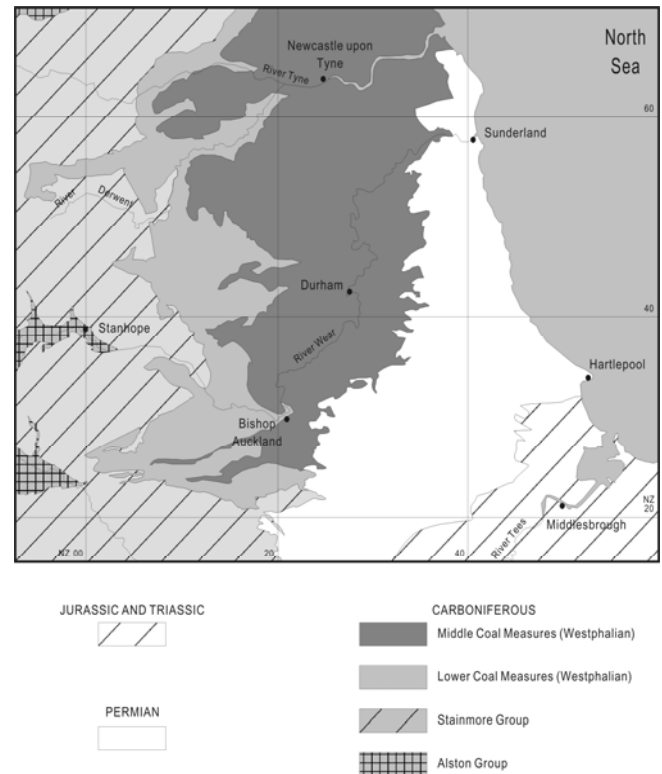 North
Sea
Newcastle upon
Tyne
River Tyne
60
Sunderland
River
Derwent
Durham
40
Stanhope
River Wear
Hartlepool
Bishop
Auckland
NZ
20
Middlesbrough
River Tees
NZ 00
20
40
JURASSIC AND TRIASSIC
PERMIAN
CARBONIFEROUS
Middle Coal Measures (Westphalian)
Lower Coal Measures (Westphalian)
Stainmore Group
Alston Group